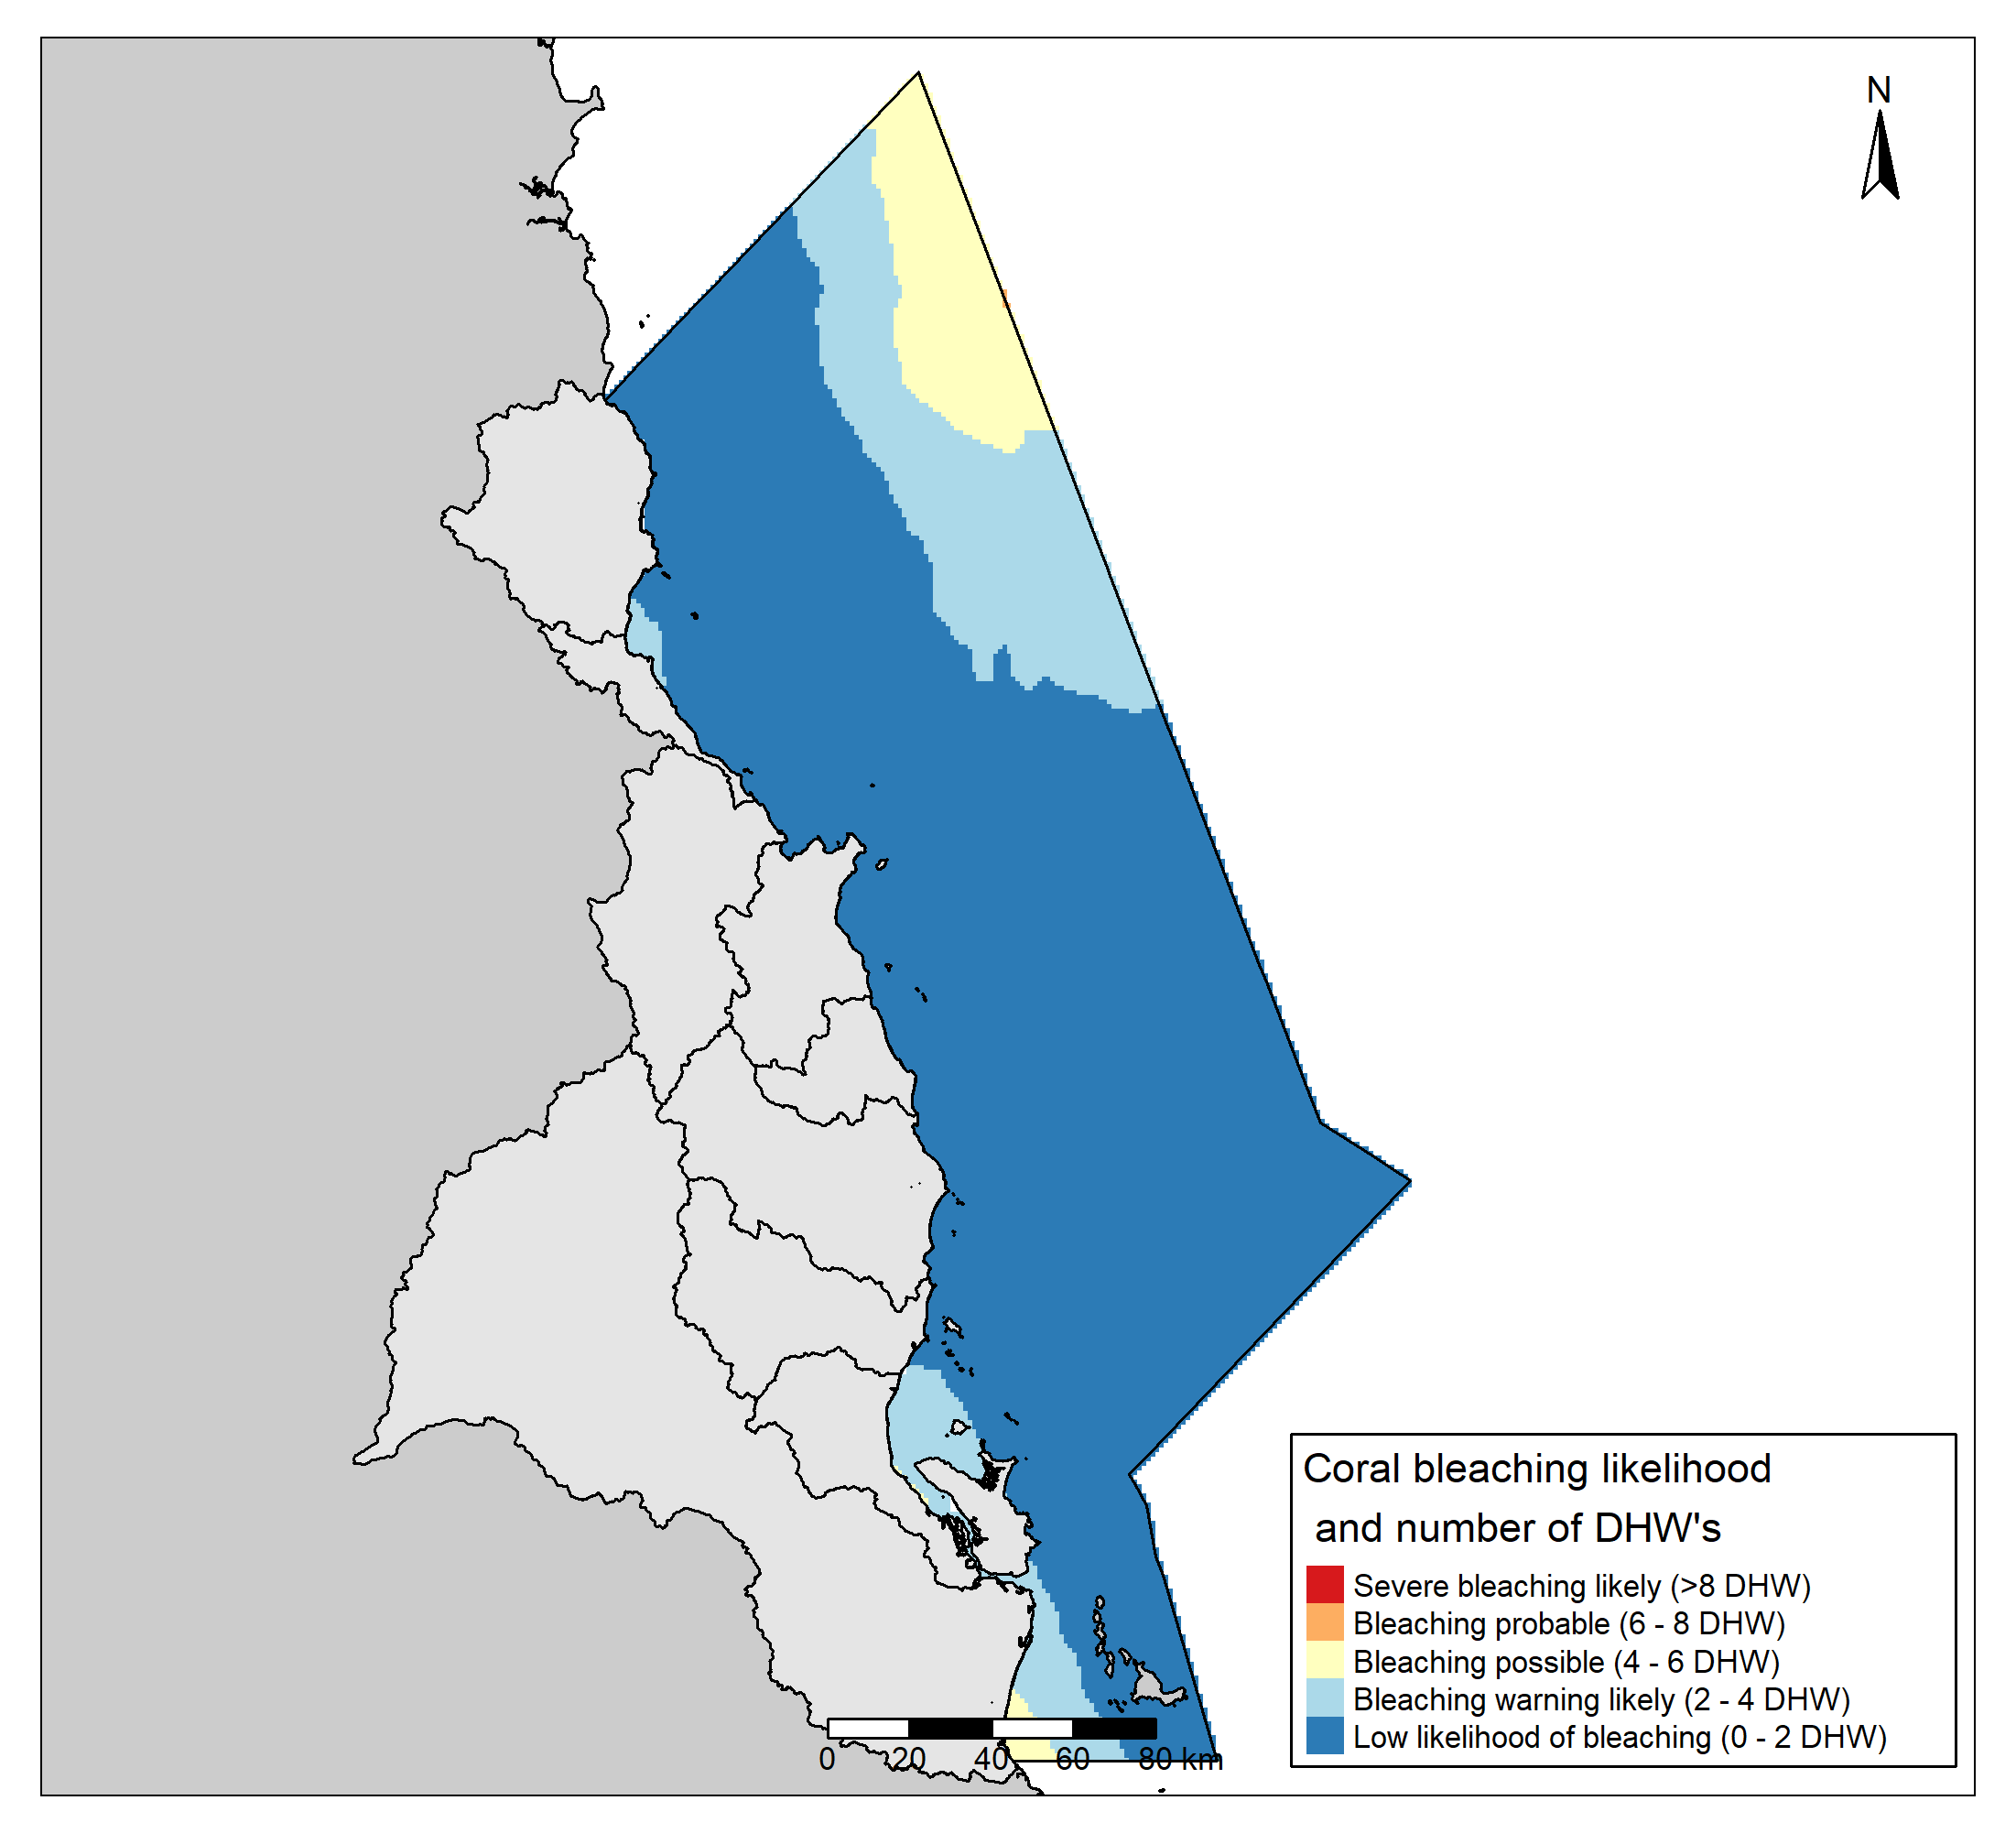 N
Coral bleaching likelihood
and number of DHW's
Severe bleaching likely (>8 DHW)
Bleaching probable (6 - 8 DHW)
Bleaching possible (4 - 6 DHW)
Bleaching warning likely (2 - 4 DHW)
Low likelihood of bleaching (0 - 2 DHW)
0 20 40 60 80 km